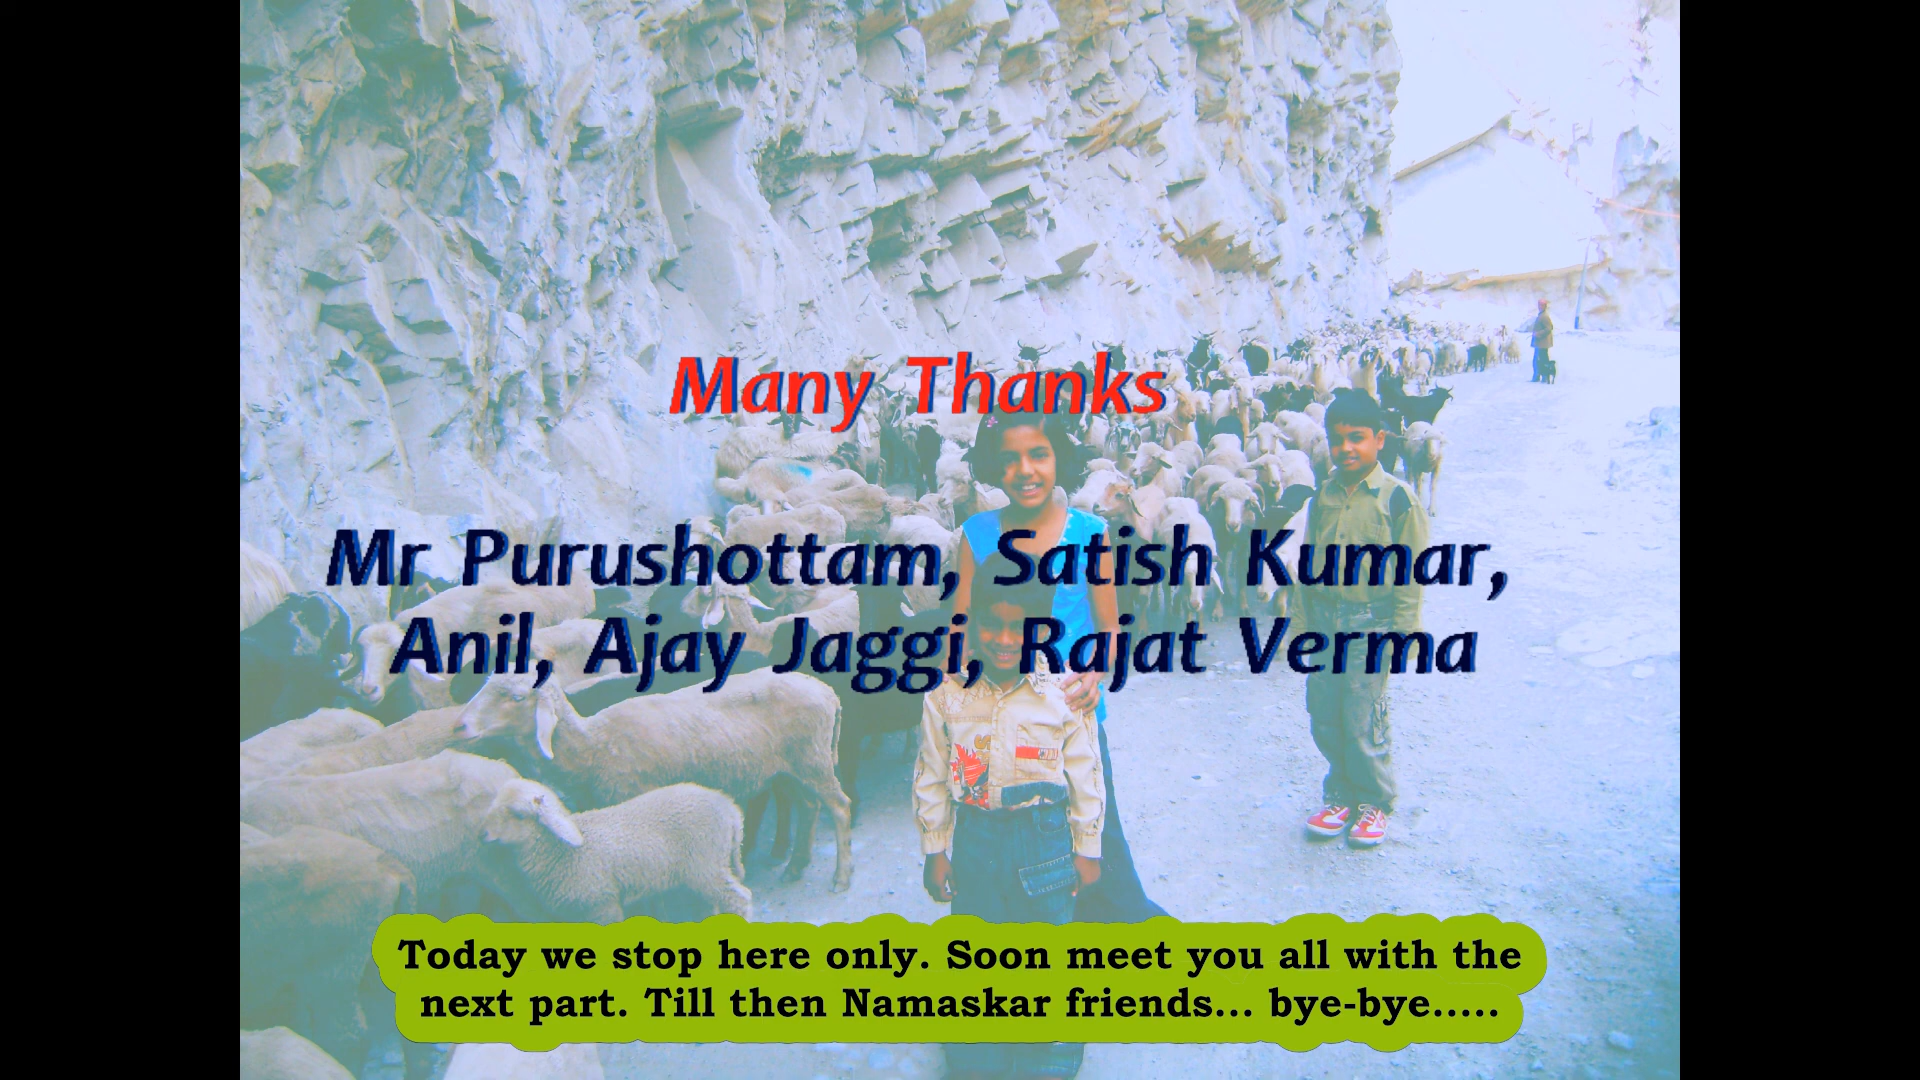 Many Thanks
Mr Purushottam, Satish Kumar,
Anil, Ajay Jaggi, Rajat Verma
Today we stop here only. Soon meet you all with the
next part. Till then Namaskar friends... bye-bye.....